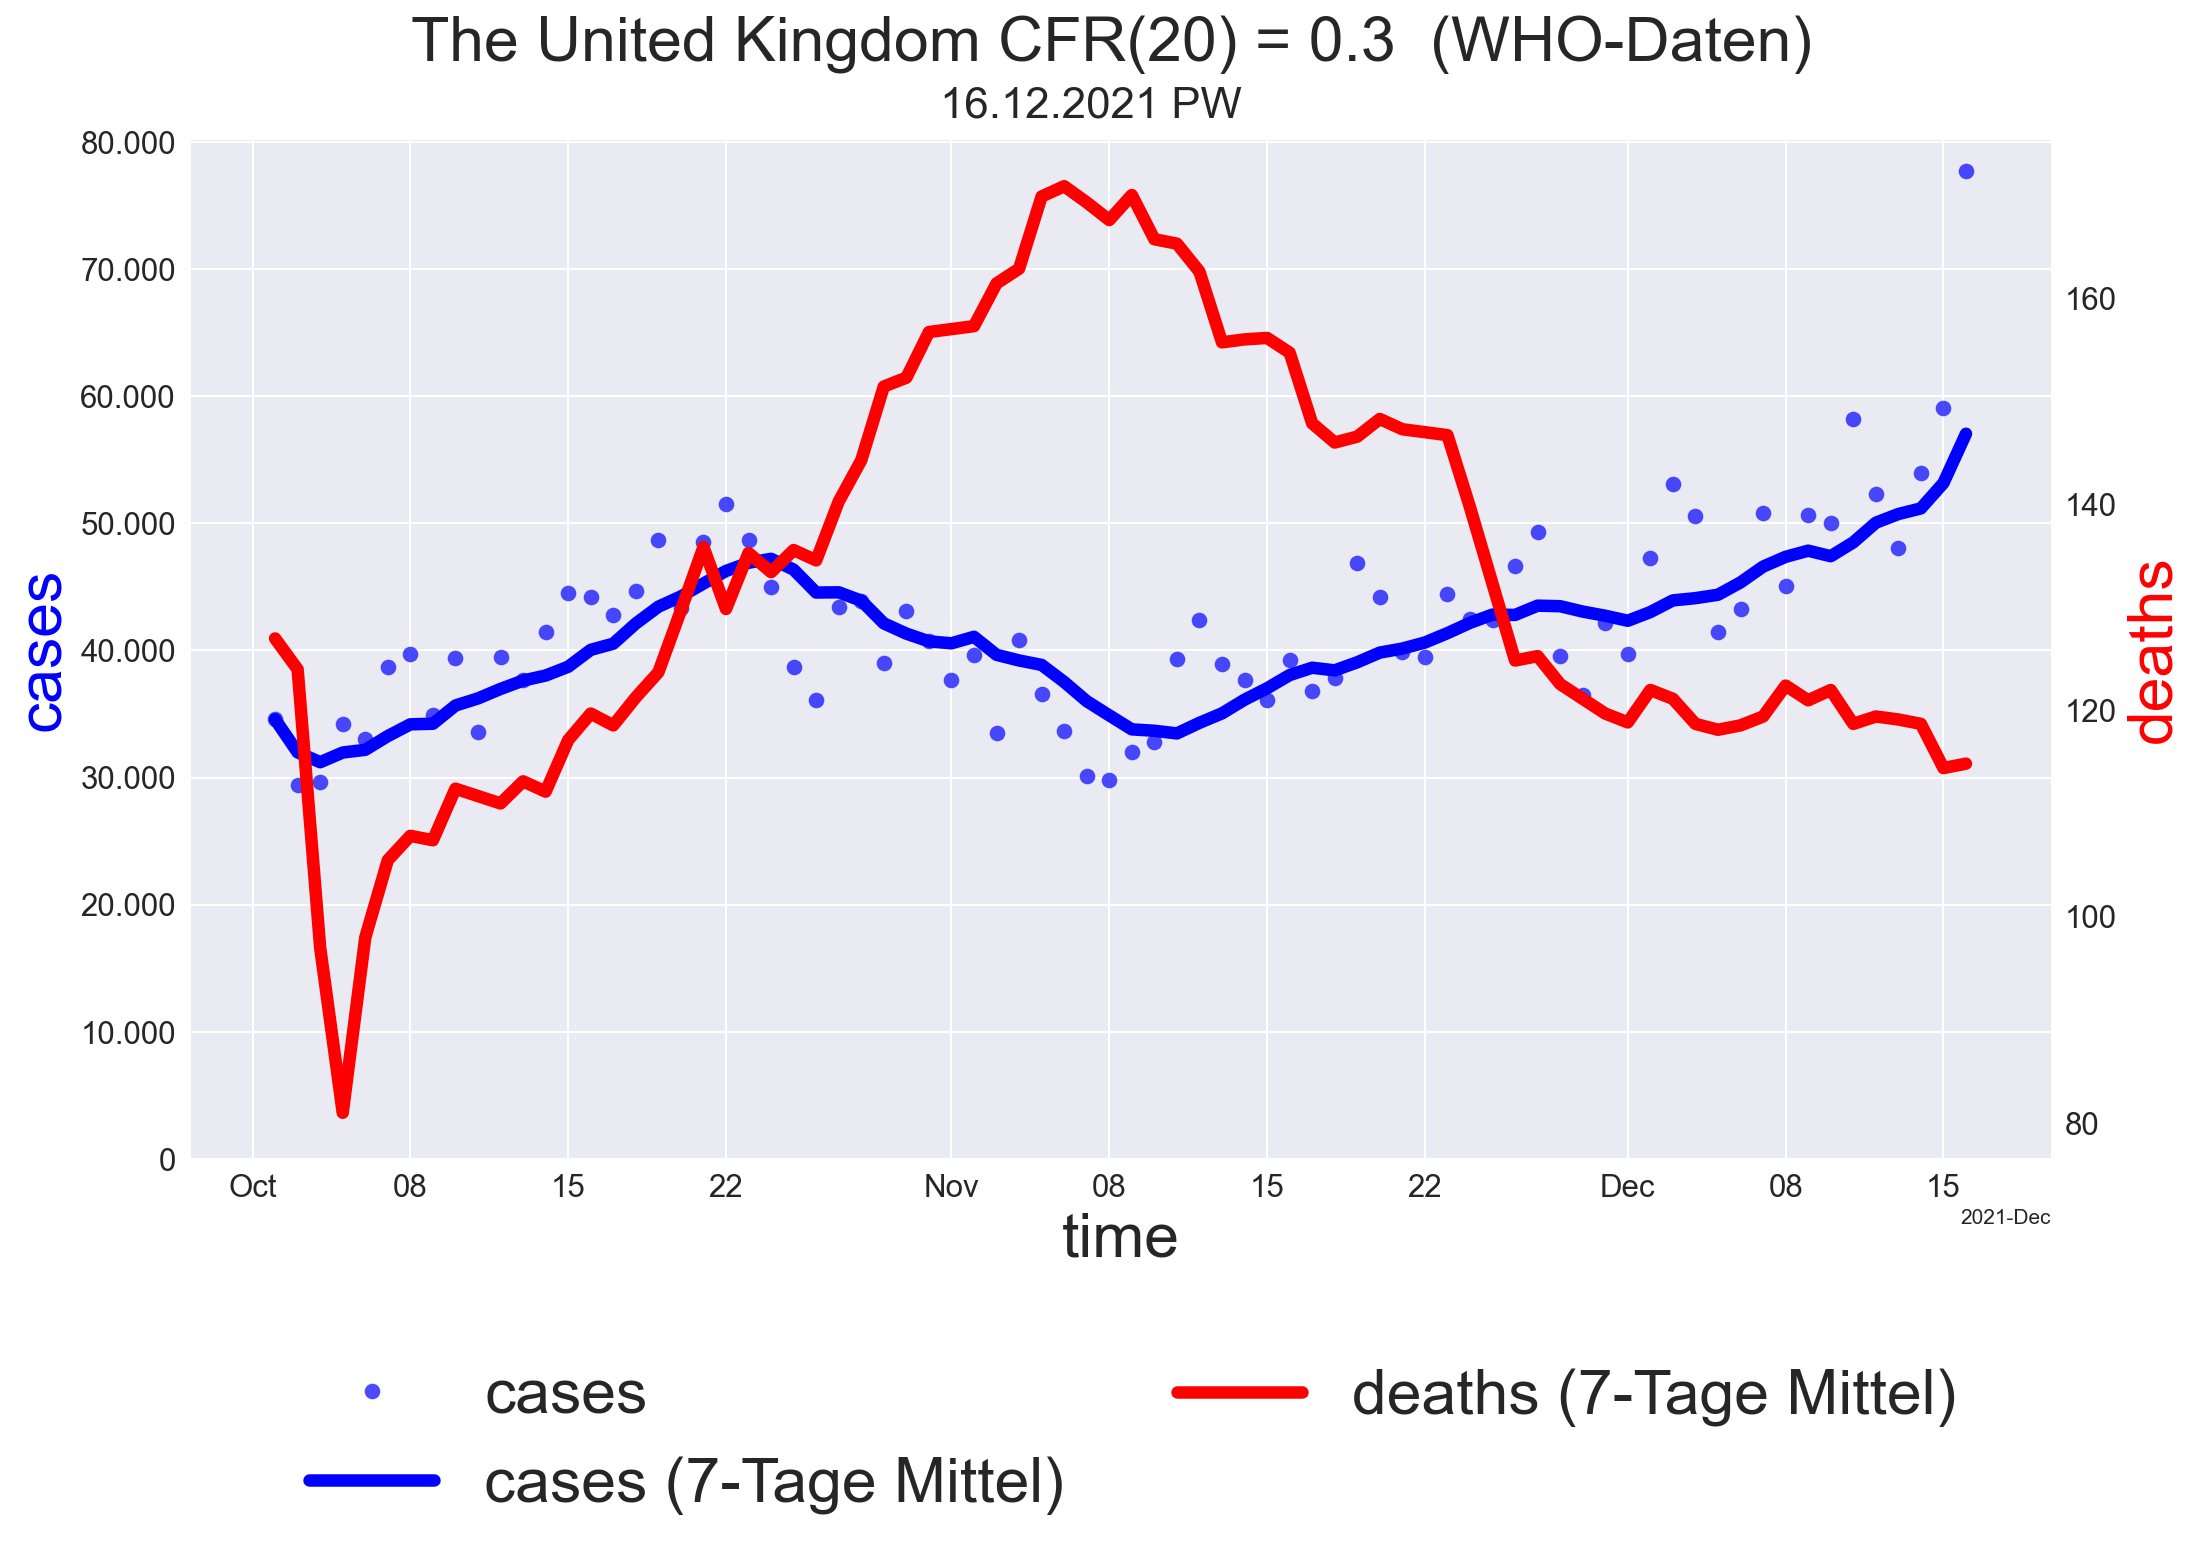 The United Kingdom CFR(20) = 0.3 (WHO-Daten)
16.12.2021 PW
80.000
70.000
60.000
50.000
40.000
30.000
20.000
10.000
0
cases
160
140
120
100
80
deaths
Oct 08 15 22 Nov 08 15 22 Dec 08 15
2021-Dec
time
cases
deaths (7-Tage Mittel)
cases (7-Tage Mittel)